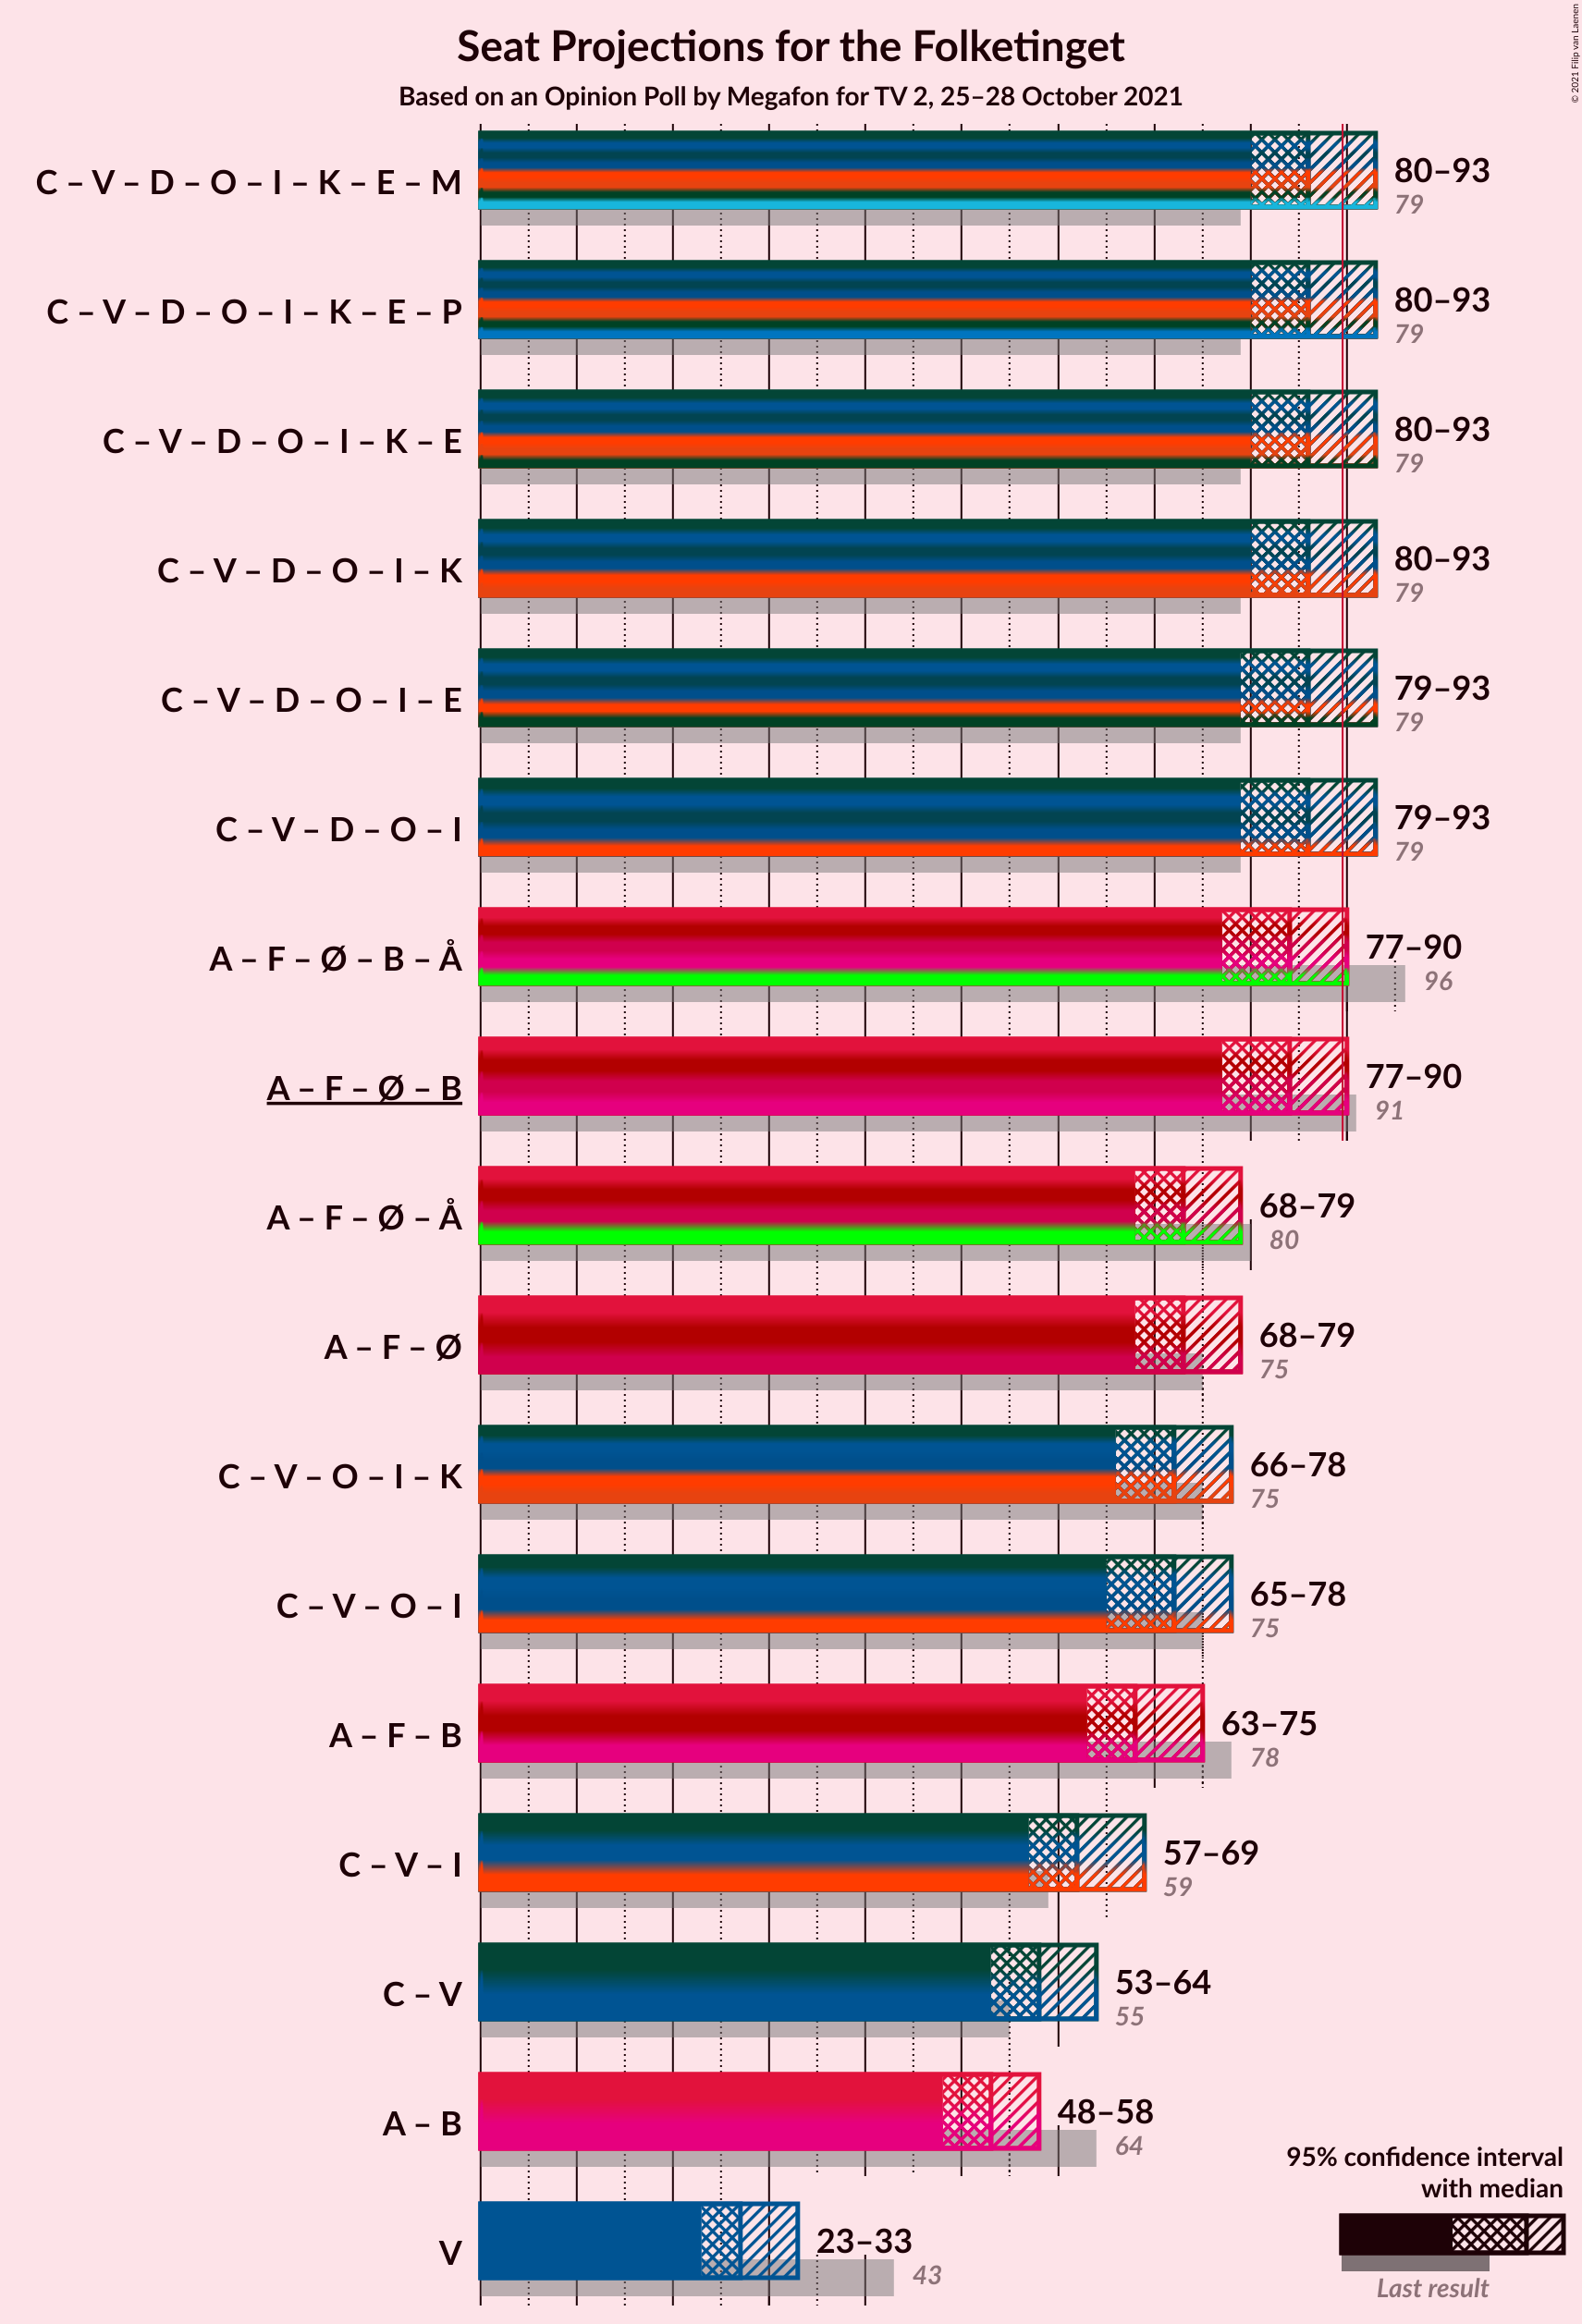 Seat Projections for the Folketinget
Based on an Opinion Poll by Megafon for TV 2, 25–28 October 2021
© 2021 Filip van Laenen
C – V – D – O – I – K – E – M
80–93
79
C – V – D – O – I – K – E – P
80–93
79
C – V – D – O – I – K – E
80–93
79
C – V – D – O – I – K
80–93
79
C – V – D – O – I – E
79–93
79
C – V – D – O – I
79–93
79
A – F – Ø – B – Å
77–90
96
A – F – Ø – B
77–90
91
A – F – Ø – Å
68–79
80
A – F – Ø
68–79
75
C – V – O – I – K
66–78
75
C – V – O – I
65–78
75
A – F – B
63–75
78
C – V – I
57–69
59
C – V
53–64
55
A – B
48–58
64
V
23–33
43
95% confidence interval
with median
Last result